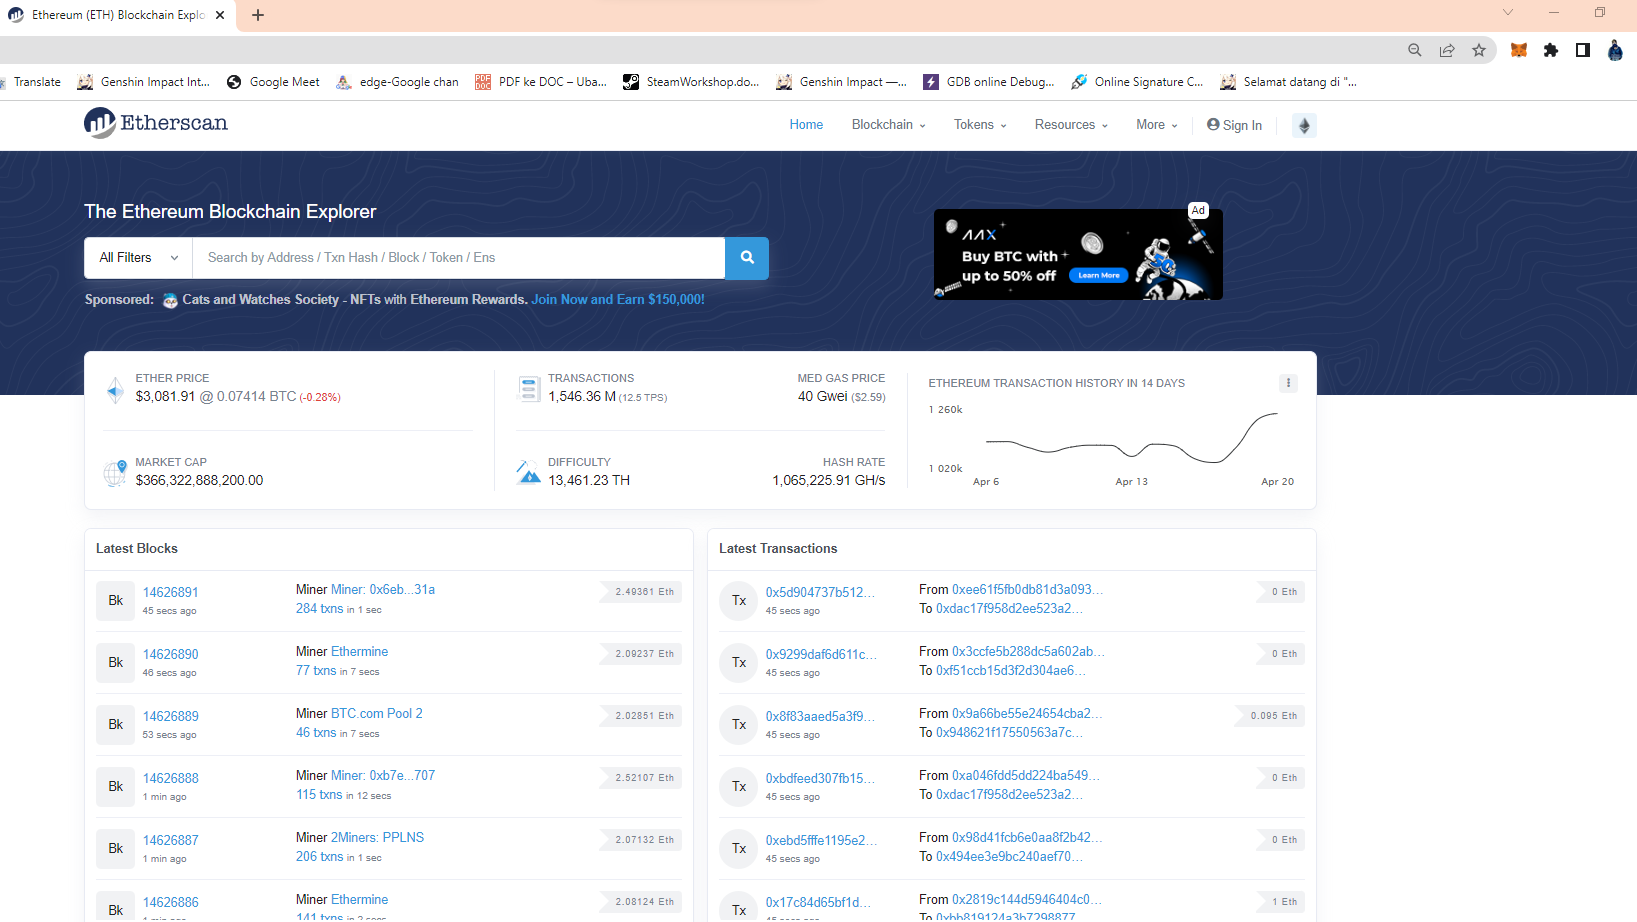 Ethereum (ETH) Blockchain Explo
Translate
Genshin Impact Int...
Google Meet
edge-Google chan
PDF ke DOC – Uba...
SteamWorkshop.do...
Genshin Impact —...
GDB online Debug...
Online Signature C...
Selamat datang di "...
Etherscan
Home
Blockchain
Tokens
Resources
More
Sign In
The Ethereum Blockchain Explorer
All Filters
Search by Address / Txn Hash / Block / Token / Ens
Sponsored: Cats and Watches Society - NFTs with Ethereum Rewards. Join Now and Earn $150,000!
Ad
AAX
Buy BTC with
up to 50% off
Learn More
ETHER PRICE
$3,081.91 @ 0.07414 BTC (-0.28%)
MARKET CAP
$366,322,888,200.00
TRANSACTIONS
1,546.36 M (12.5 TPS)
MED GAS PRICE
40 Gwei ($2.59)
DIFFICULTY
13,461.23 TH
HASH RATE
1,065,225.91 GH/s
ETHEREUM TRANSACTION HISTORY IN 14 DAYS
1 260k
1 020k
Apr 6
Apr 13
Apr 20
Latest Blocks
Bk
14626891
45 secs ago
Miner Miner: 0x6eb...31a
284 txns in 1 sec
2.49361 Eth
Bk
14626890
46 secs ago
Miner Ethermine
77 txns in 7 secs
2.09237 Eth
Bk
14626889
53 secs ago
Miner BTC.com Pool 2
46 txns in 7 secs
2.02851 Eth
Bk
14626888
1 min ago
Miner Miner: 0xb7e...707
115 txns in 12 secs
2.52107 Eth
Bk
14626887
1 min ago
Miner 2Miners: PPLNS
206 txns in 1 sec
2.07132 Eth
Bk
14626886
1 min ago
Miner Ethermine
141 txns in 2 secs
2.08124 Eth
Latest Transactions
Tx
0x5d904737b512...
45 secs ago
From 0xee61f5fb0db81d3a093...
To 0xdac17f958d2ee523a2...
0 Eth
Tx
0x9299daf6d611c...
45 secs ago
From 0x3ccfe5b288dc5a602ab...
To 0xf51ccb15d3f2d304ae6...
0 Eth
Tx
0x8f83aaed5a3f9...
45 secs ago
From 0x9a66be55e24654cba2...
To 0x948621f17550563a7c...
0.095 Eth
Tx
0xbdfeed307fb15...
45 secs ago
From 0xa046fdd5dd224ba549...
To 0xdac17f958d2ee523a2...
0 Eth
Tx
0xebd5fffe1195e2...
45 secs ago
From 0x98d41fcb6e0aa8f2b42...
To 0x494ee3e9bc240aef70...
0 Eth
Tx
0x17c84d65bf1d...
45 secs ago
From 0x2819c144d5946404c0...
To 0xbb819124a3b7298877...
1 Eth